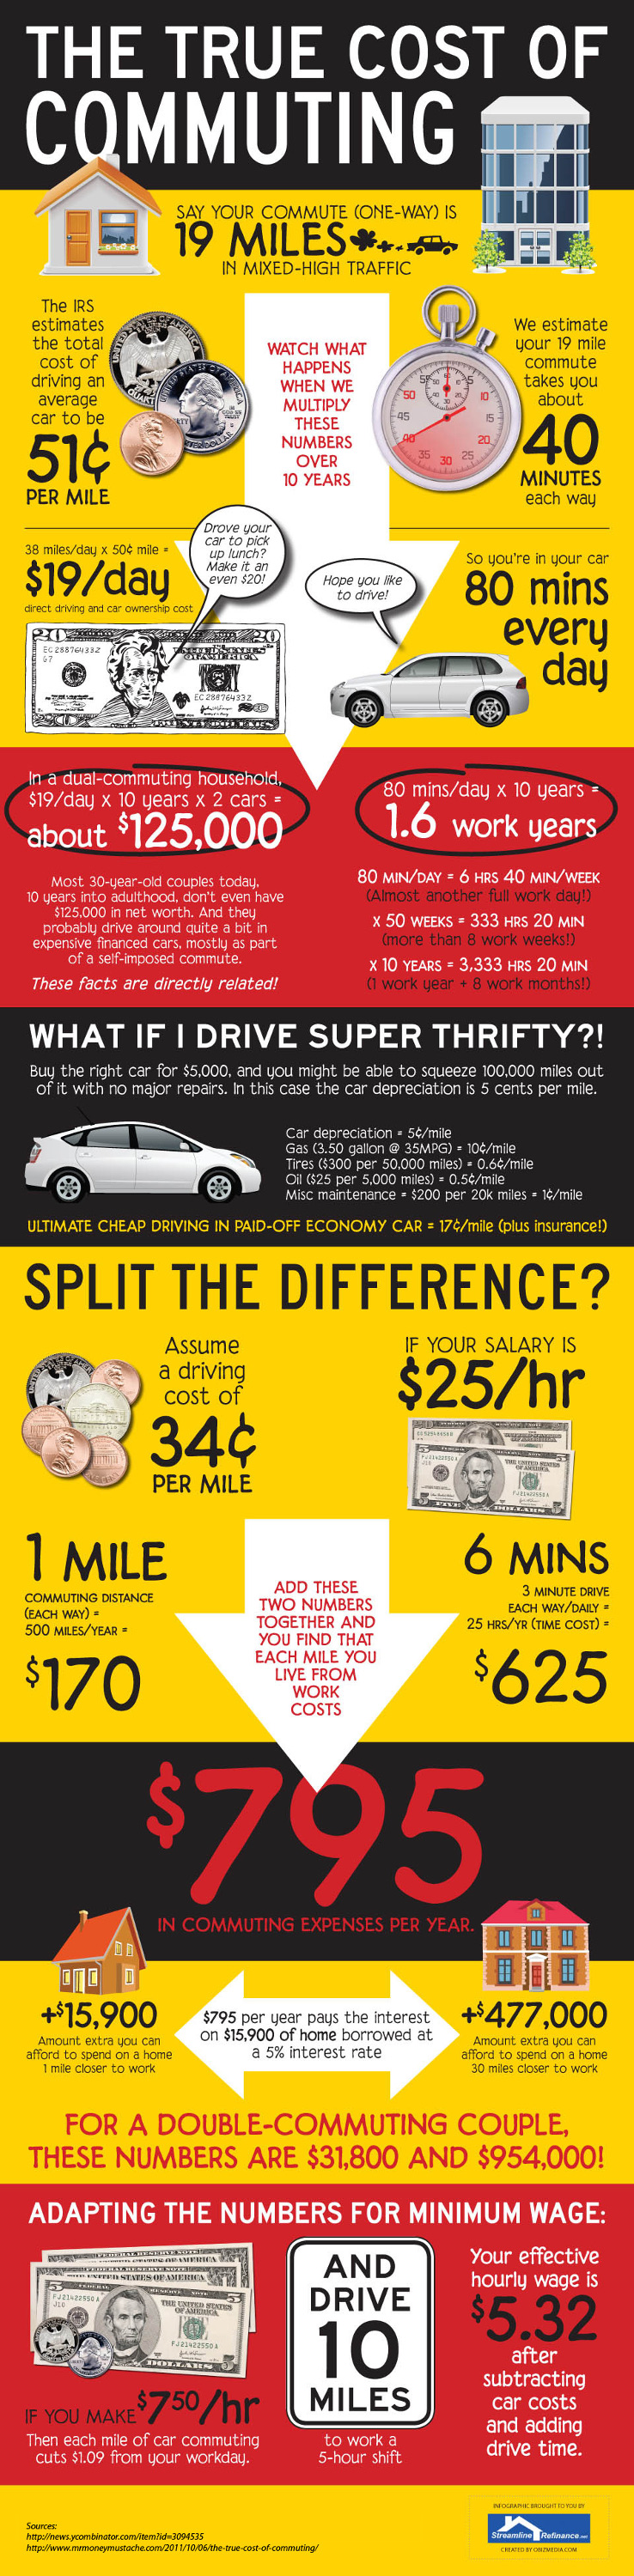 THE TRUE COST OF
COMMUTING
SAY YOUR COMMUTE (ONE-WAY) IS
19 MILES
IN MIXED-HIGH TRAFFIC
The IRS
estimates
the total
cost of
driving an
average
car to be
51¢
PER MILE
WATCH WHAT
HAPPENS
WHEN WE
MULTIPLY
THESE
NUMBERS
OVER
10 YEARS
We estimate
your 19 mile
commute
takes you
about
40
MINUTES
each way
38 miles/day x 50¢ mile =
$19/day
direct driving and car ownership cost
Drove your
car to pick
up lunch?
Make it an
even $20!
Hope you like
to drive!
So you're in your car
80 mins
every
day
EC 28876433Z
EC 28876433Z
In a dual-commuting household,
$19/day x 10 years x 2 cars =
about $125,000
Most 30-year-old couples today,
10 years into adulthood, don't even have
$125,000 in net worth. And they
probably drive around quite a bit in
expensive financed cars, mostly as part
of a self-imposed commute.
These facts are directly related!
80 mins/day x 10 years =
1.6 work years
80 MIN/DAY = 6 HRS 40 MIN/WEEK
(Almost another full work day!)
X 50 WEEKS = 333 HRS 20 MIN
(more than 8 work weeks!)
X 10 YEARS = 3,333 HRS 20 MIN
(1 work year + 8 work months!)
WHAT IF I DRIVE SUPER THRIFTY?!
Buy the right car for $5,000, and you might be able to squeeze 100,000 miles out
of it with no major repairs. In this case the car depreciation is 5 cents per mile.
Car depreciation = 5¢/mile
Gas (3.50 gallon @ 35MPG) = 10¢/mile
Tires ($300 per 50,000 miles) = 0.6¢/mile
Oil ($25 per 5,000 miles) = 0.5¢/mile
Misc maintenance = $200 per 20k miles = 1¢/mile
ULTIMATE CHEAP DRIVING IN PAID-OFF ECONOMY CAR = 17¢/mile (plus insurance!)
SPLIT THE DIFFERENCE?
Assume
a driving
cost of
34¢
PER MILE
IF YOUR SALARY IS
$25/hr
1 MILE
COMMUTING DISTANCE
(EACH WAY) =
500 MILES/YEAR =
$170
ADD THESE
TWO NUMBERS
TOGETHER AND
YOU FIND THAT
EACH MILE YOU
LIVE FROM
WORK
COSTS
6 MINS
3 MINUTE DRIVE
EACH WAY/DAILY =
25 HRS/YR (TIME COST) =
$625
$795
IN COMMUTING EXPENSES PER YEAR.
+$15,900
Amount extra you can
afford to spend on a home
1 mile closer to work
$795 per year pays the interest
on $15,900 of home borrowed at
a 5% interest rate
+$477,000
Amount extra you can
afford to spend on a home
30 miles closer to work
FOR A DOUBLE-COMMUTING COUPLE,
THESE NUMBERS ARE $31,800 AND $954,000!
ADAPTING THE NUMBERS FOR MINIMUM WAGE:
IF YOU MAKE $7.50/hr
Then each mile of car commuting
cuts $1.09 from your workday.
AND
DRIVE
10
MILES
to work a
5-hour shift
Your effective
hourly wage is
$5.32
after
subtracting
car costs
and adding
drive time.
Sources:
http://news.ycombinator.com/item?id=3094535
http://www.mrmoneymustache.com/2011/10/06/the-true-cost-of-commuting/
INFOGRAPHIC BROUGHT TO YOU BY
Streamline Refinance.net
CREATED BY OBIZMEDIA.COM